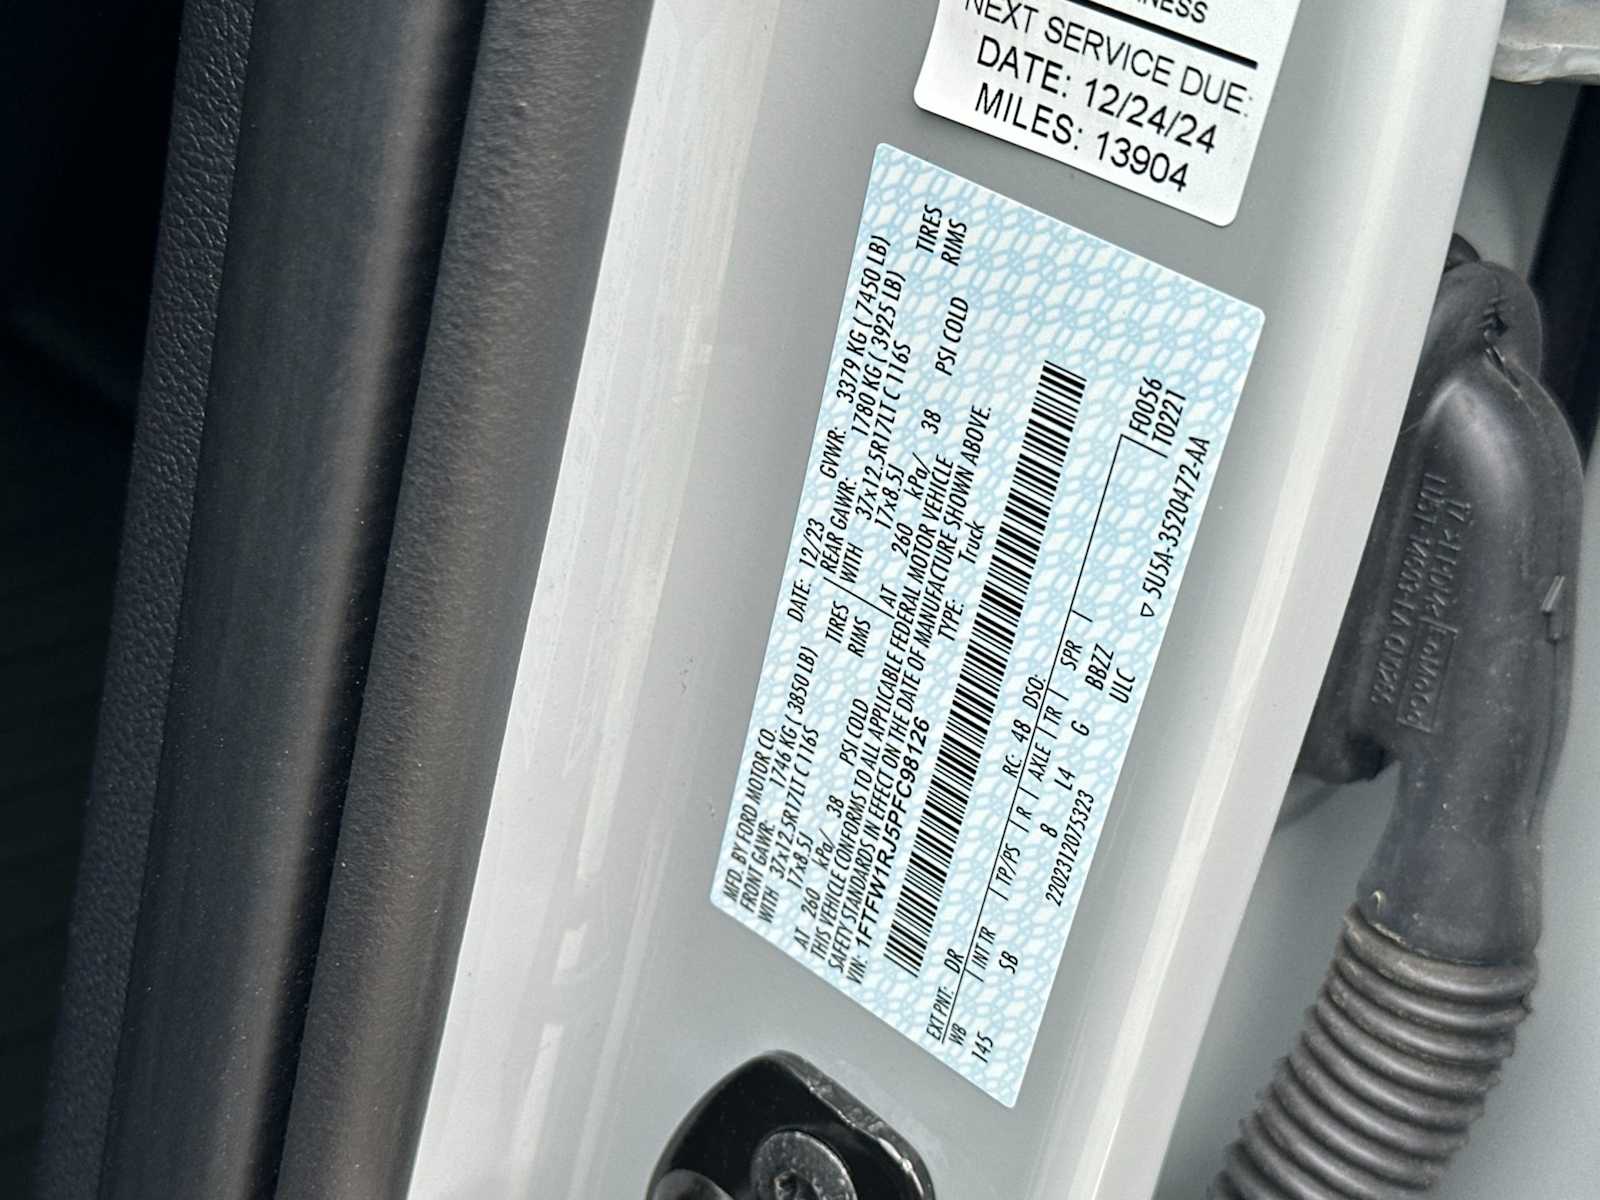 NEXT SERVICE DUE:
DATE: 12/24/24
MILES: 13904
MFD. BY FORD MOTOR CO. DATE: 12/23 GVWR: 3379 KG ( 7450 LB)
FRONT GAWR: 1746 KG ( 3850 LB) REAR GAWR: 1780 KG ( 3925 LB)
WITH 37x12.5R17LT C 116S TIRES WITH 37x12.5R17LT C 116S TIRES
17x8.5J RIMS 17x8.5J RIMS
AT 260 kPa/ 38 PSI COLD AT 260 kPa/ 38 PSI COLD
THIS VEHICLE CONFORMS TO ALL APPLICABLE FEDERAL MOTOR VEHICLE
SAFETY STANDARDS IN EFFECT ON THE DATE OF MANUFACTURE SHOWN ABOVE.
VIN: 1FTFW1RJ5PFC98126 TYPE: Truck
EXT PNT: DR RC: 48 DSO: F0056
WB INT TR TP/PS R AXLE TR SPR T0221
145 SB 8 L4 G BBZZ
2202312075323 ULC
5U5A-3520472-AA